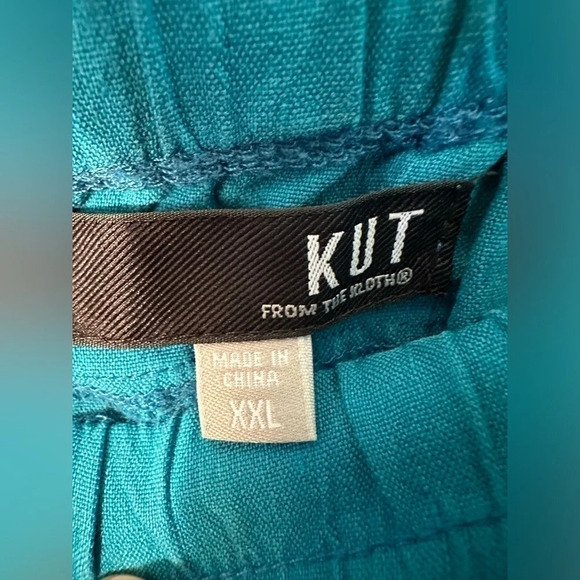 KUT
FROM THE KLOTH®
MADE IN
CHINA
XXL